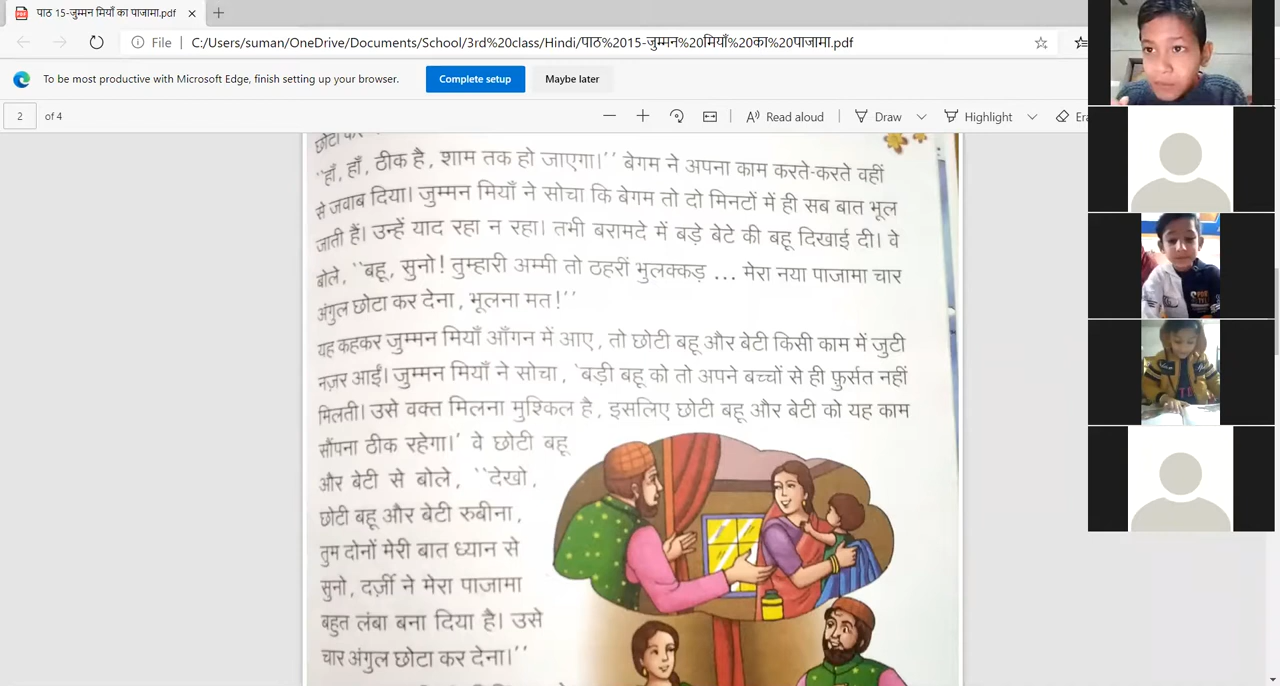 पाठ 15-जुम्मन मियाँ का पाजामा.pdf
File | C:/Users/suman/OneDrive/Documents/School/3rd%20class/Hindi/पाठ%2015-जुम्मन%20मियाँ%20का%20पाजामा.pdf
To be most productive with Microsoft Edge, finish setting up your browser. Complete setup Maybe later
2 of 4 Read aloud Draw Highlight
"हाँ, हाँ, ठीक है, शाम तक हो जाएगा।'' बेगम ने अपना काम करते-करते वहीं
से जवाब दिया। जुम्मन मियाँ ने सोचा कि बेगम तो दो मिनटों में ही सब बात भूल
जाती हैं। उन्हें याद रहा न रहा। तभी बरामदे में बड़े बेटे की बहू दिखाई दी। वे
बोले, ``बहू, सुनो! तुम्हारी अम्मी तो ठहरीं भुलक्कड़ ... मेरा नया पाजामा चार
अंगुल छोटा कर देना, भूलना मत!''
यह कहकर जुम्मन मियाँ आँगन में आए, तो छोटी बहू और बेटी किसी काम में जुटी
नज़र आईं। जुम्मन मियाँ ने सोचा, `बड़ी बहू को तो अपने बच्चों से ही फ़ुर्सत नहीं
मिलती। उसे वक्त मिलना मुश्किल है, इसलिए छोटी बहू और बेटी को यह काम
सौंपना ठीक रहेगा।' वे छोटी बहू
और बेटी से बोले, ``देखो,
छोटी बहू और बेटी रुबीना,
तुम दोनों मेरी बात ध्यान से
सुनो, दर्ज़ी ने मेरा पाजामा
बहुत लंबा बना दिया है। उसे
चार अंगुल छोटा कर देना।''